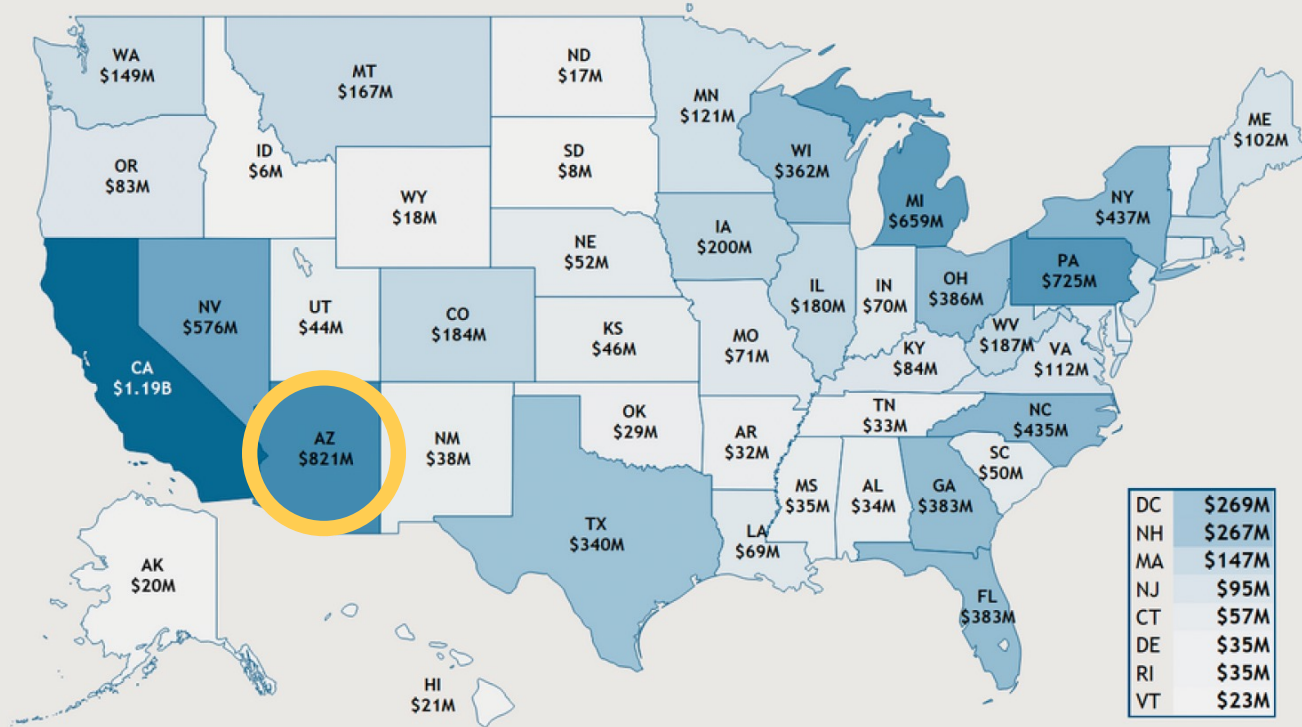 WA
$149M
MT
$167M
ND
$17M
MN
$121M
ME
$102M
OR
$83M
ID
$6M
SD
$8M
WI
$362M
WY
$18M
MI
$659M
NY
$437M
IA
$200M
NE
$52M
PA
$725M
NV
$576M
UT
$44M
CO
$184M
IL
$180M
IN
$70M
OH
$386M
WV
$187M
VA
$112M
KS
$46M
MO
$71M
KY
$84M
CA
$1.19B
AZ
$821M
NM
$38M
OK
$29M
AR
$32M
TN
$33M
NC
$435M
SC
$50M
MS
$35M
AL
$34M
GA
$383M
TX
$340M
LA
$69M
FL
$383M
AK
$20M
HI
$21M
DC $269M
NH $267M
MA $147M
NJ $95M
CT $57M
DE $35M
RI $35M
VT $23M